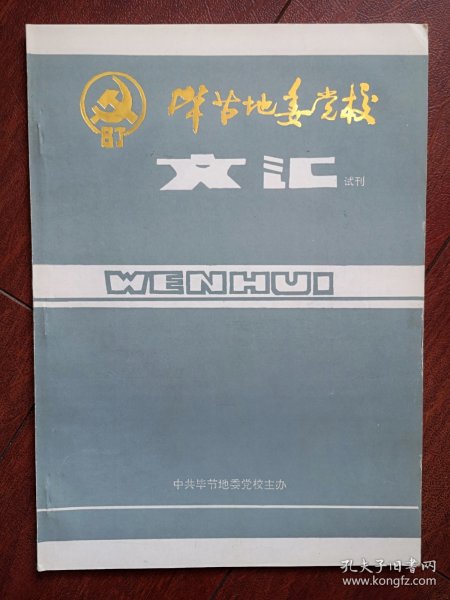 毕节地委党校
文汇 试刊
WENHUI
中共毕节地委党校主办
孔夫子旧书网
www.kongfz.com